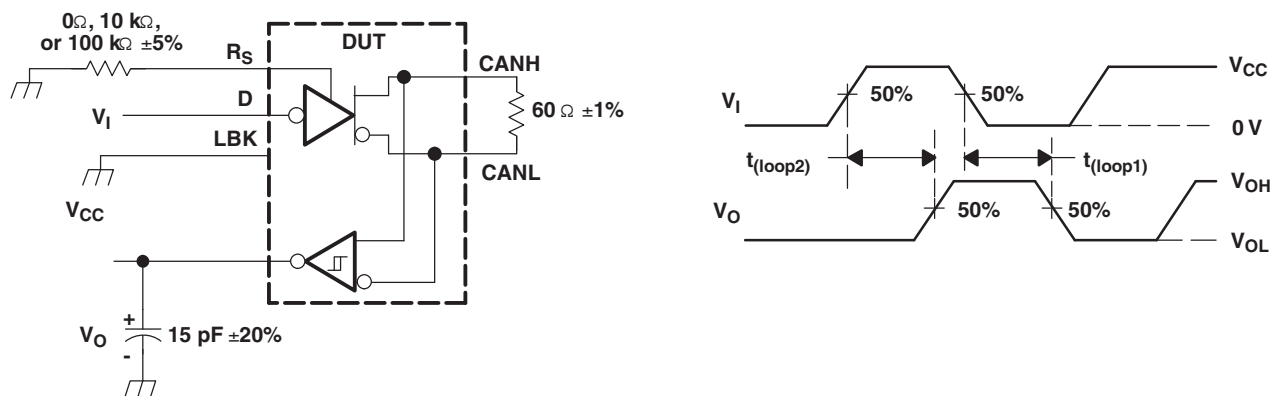 0Ω, 10 kΩ,
or 100 kΩ ±5%
RS
DUT
CANH
D
VI
60 Ω ±1%
LBK
CANL
VCC
+
VO
15 pF ±20%
-
VCC
VI
50%
50%
0 V
t(loop2)
t(loop1)
VOH
VO
50%
50%
VOL